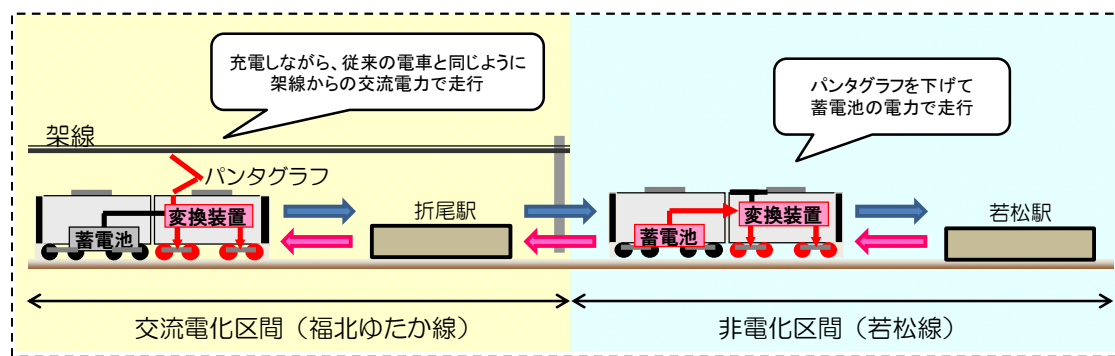 充電しながら、従来の電車と同じように
架線からの交流電力で走行
パンタグラフを下げて
蓄電池の電力で走行
架線
パンタグラフ
変換装置
蓄電池
折尾駅
変換装置
蓄電池
若松駅
交流電化区間（福北ゆたか線）
非電化区間（若松線）